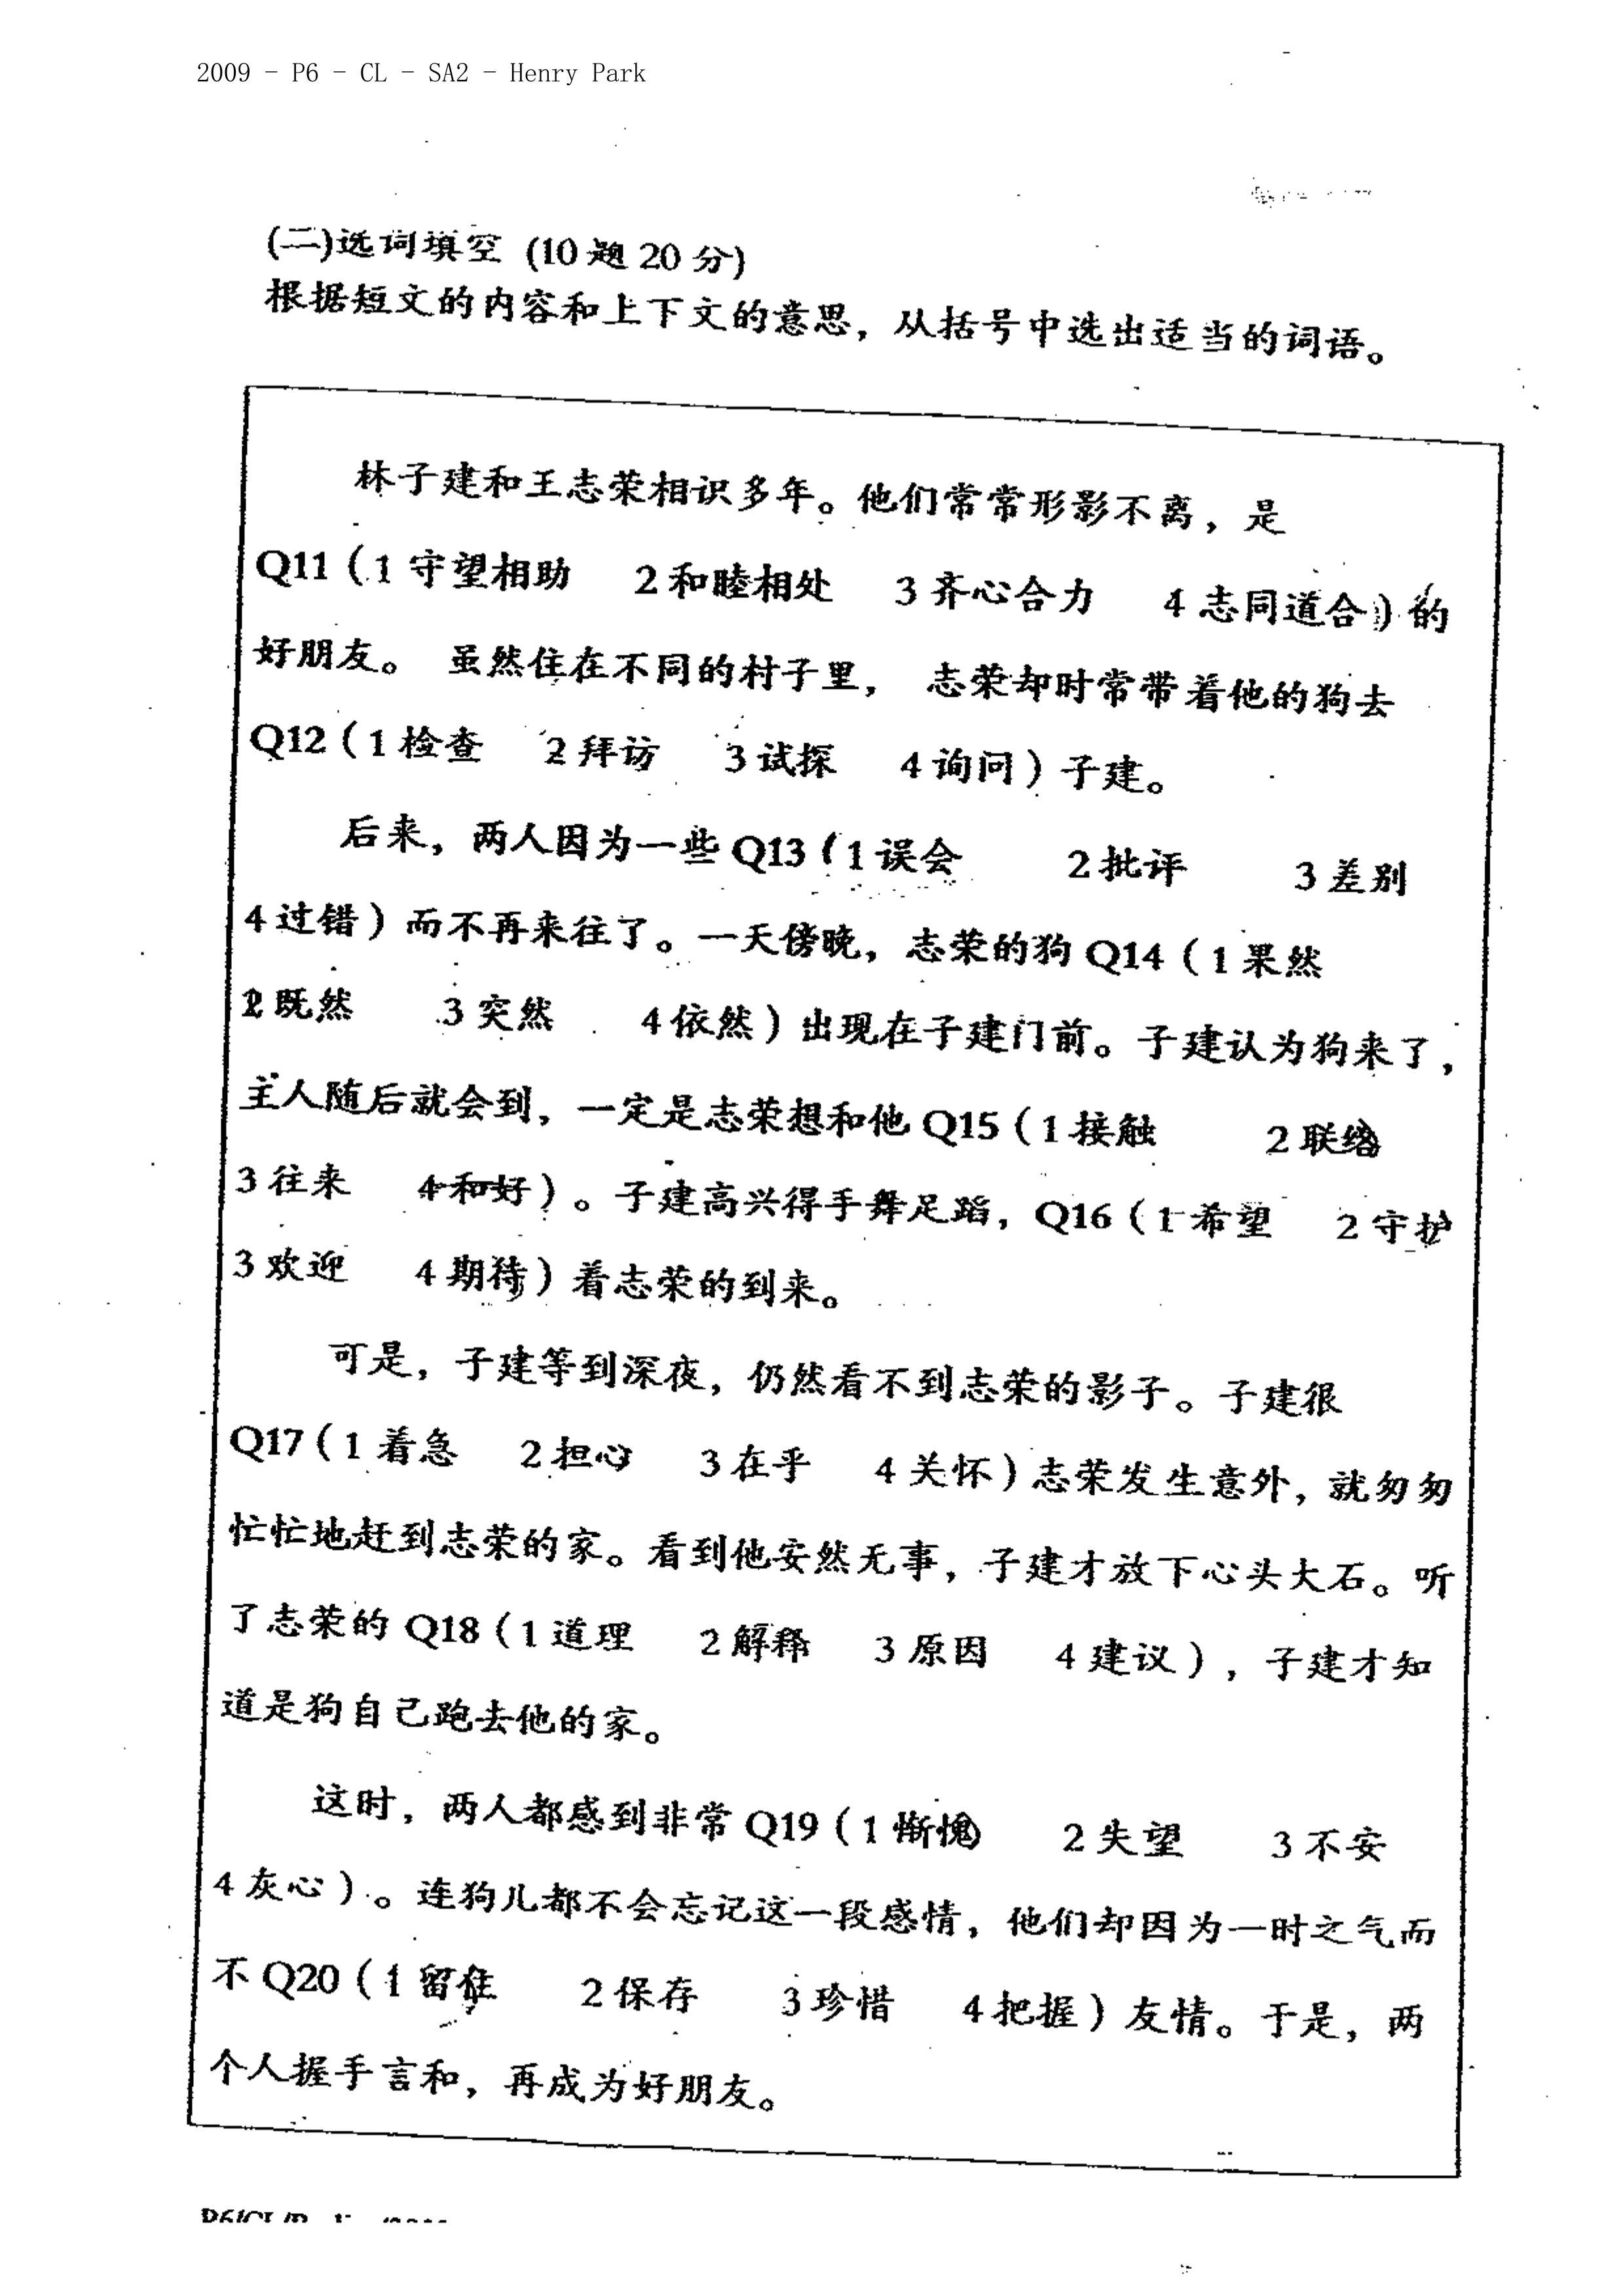 2009 - P6 - CL - SA2 - Henry Park
(二)选词填空 (10题20分)
根据短文的内容和上下文的意思，从括号中选出适当的词语。
林子建和王志荣相识多年。他们常常形影不离，是
Q11（1 守望相助 2 和睦相处 3 齐心合力 4 志同道合）的
好朋友。 虽然住在不同的村子里， 志荣却时常带着他的狗去
Q12（1 检查 2 拜访 3 试探 4 询问）子建。
后来，两人因为一些 Q13（1 误会 2 批评 3 差别
4 过错）而不再来往了。一天傍晚，志荣的狗 Q14（1 果然
2 既然 3 突然 4 依然）出现在子建门前。子建认为狗来了，
主人随后就会到，一定是志荣想和他 Q15（1 接触 2 联络
3 往来 4 和好）。子建高兴得手舞足蹈，Q16（1 希望 2 守护
3 欢迎 4 期待）着志荣的到来。
可是，子建等到深夜，仍然看不到志荣的影子。子建很
Q17（1 着急 2 担心 3 在乎 4 关怀）志荣发生意外，就匆匆
忙忙地赶到志荣的家。看到他安然无事，子建才放下心头大石。听
了志荣的 Q18（1 道理 2 解释 3 原因 4 建议），子建才知
道是狗自己跑去他的家。
这时，两人都感到非常 Q19（1 惭愧 2 失望 3 不安
4 灰心）。连狗儿都不会忘记这一段感情，他们却因为一时之气而
不 Q20（1 留住 2 保存 3 珍惜 4 把握）友情。于是，两
个人握手言和，再成为好朋友。